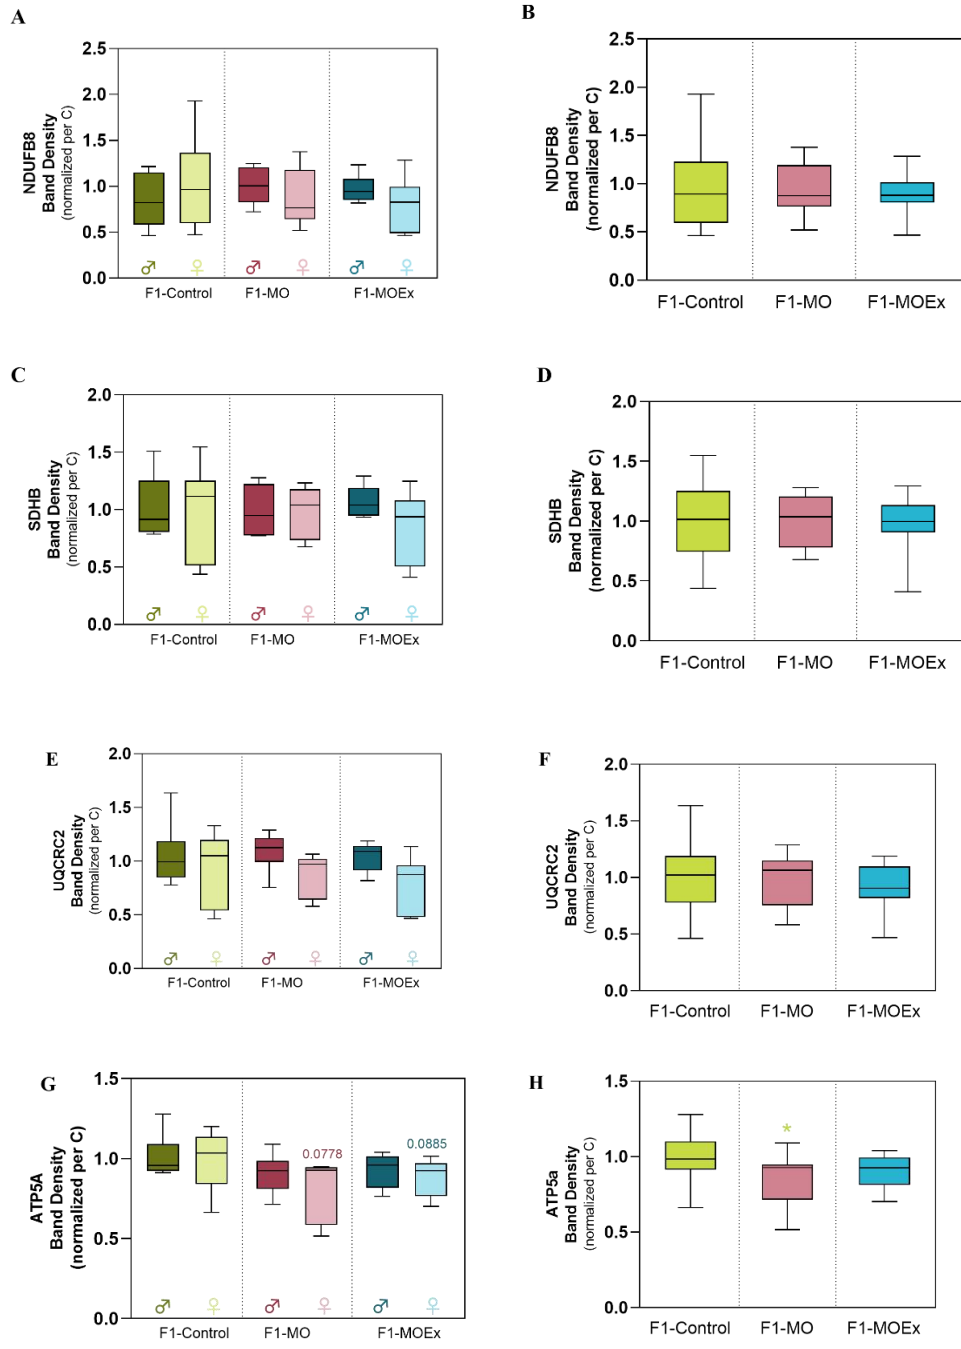 A
NDUFB8
Band Density
(normalized per C)
2.5
2.0
1.5
1.0
0.5
0.0
♂ ♀ ♂ ♀ ♂ ♀
F1-Control F1-MO F1-MOEx
B
NDUFB8
Band Density
(normalized per C)
2.5
2.0
1.5
1.0
0.5
0.0
F1-Control F1-MO F1-MOEx
C
SDHB
Band Density
(normalized per C)
2.0
1.5
1.0
0.5
0.0
♂ ♀ ♂ ♀ ♂ ♀
F1-Control F1-MO F1-MOEx
D
SDHB
Band Density
(normalized per C)
2.0
1.5
1.0
0.5
0.0
F1-Control F1-MO F1-MOEx
E
UQCRC2
Band Density
(normalized per C)
2.0
1.5
1.0
0.5
0.0
♂ ♀ ♂ ♀ ♂ ♀
F1-Control F1-MO F1-MOEx
F
UQCRC2
Band Density
(normalized per C)
2.0
1.5
1.0
0.5
0.0
F1-Control F1-MO F1-MOEx
G
ATP5A
Band Density
(normalized per C)
1.5
1.0
0.5
0.0
0.0778
0.0885
♂ ♀ ♂ ♀ ♂ ♀
F1-Control F1-MO F1-MOEx
H
ATP5a
Band Density
(normalized per C)
1.5
1.0
0.5
0.0
*
F1-Control F1-MO F1-MOEx